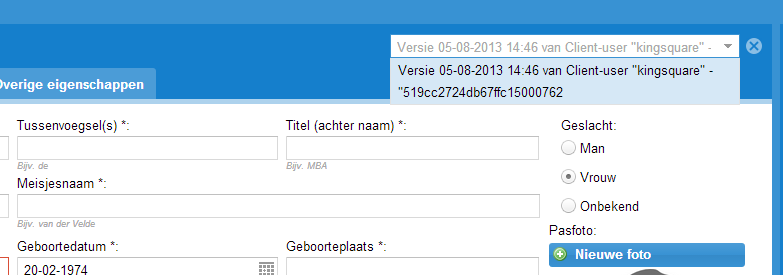 Versie 05-08-2013 14:46 van Client-user "kingsquare" -
Versie 05-08-2013 14:46 van Client-user "kingsquare" -
"519cc2724db67ffc15000762
Overige eigenschappen
Tussenvoegsel(s) *:
Titel (achter naam) *:
Geslacht:
Bijv. de
Bijv. MBA
Man
Meisjesnaam *:
Vrouw
Bijv. van der Velde
Onbekend
Pasfoto:
Geboortedatum *:
Geboorteplaats *:
Nieuwe foto
20-02-1974